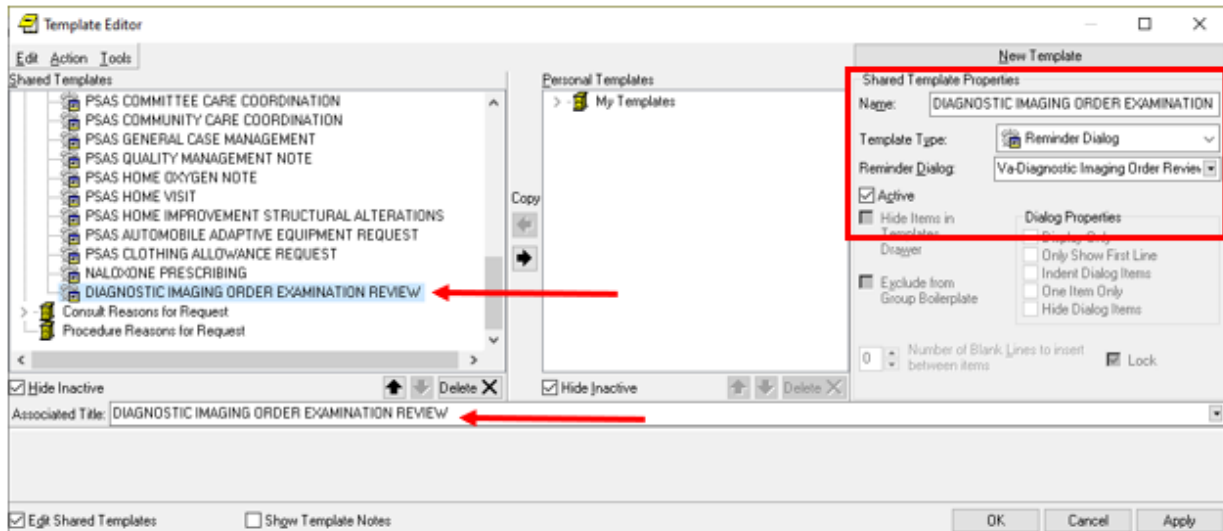 Template Editor
Edit Action Tools
New Template
Shared Templates
PSAS COMMITTEE CARE COORDINATION
PSAS COMMUNITY CARE COORDINATION
PSAS GENERAL CASE MANAGEMENT
PSAS QUALITY MANAGEMENT NOTE
PSAS HOME OXYGEN NOTE
PSAS HOME VISIT
PSAS HOME IMPROVEMENT STRUCTURAL ALTERATIONS
PSAS AUTOMOBILE ADAPTIVE EQUIPMENT REQUEST
PSAS CLOTHING ALLOWANCE REQUEST
NALOXONE PRESCRIBING
DIAGNOSTIC IMAGING ORDER EXAMINATION REVIEW
Consult Reasons for Request
Procedure Reasons for Request
Hide Inactive
Delete
Copy
Personal Templates
My Templates
Hide Inactive
Delete
Shared Template Properties
Name: DIAGNOSTIC IMAGING ORDER EXAMINATION
Template Type: Reminder Dialog
Reminder Dialog: Va-Diagnostic Imaging Order Review
Active
Hide Items in
Templates
Drawer
Exclude from
Group Boilerplate
Dialog Properties
Display Only
Only Show First Line
Indent Dialog Items
One Item Only
Hide Dialog Items
0 Number of Blank Lines to insert
between items
Lock
Associated Title: DIAGNOSTIC IMAGING ORDER EXAMINATION REVIEW
Edit Shared Templates
Show Template Notes
OK Cancel Apply